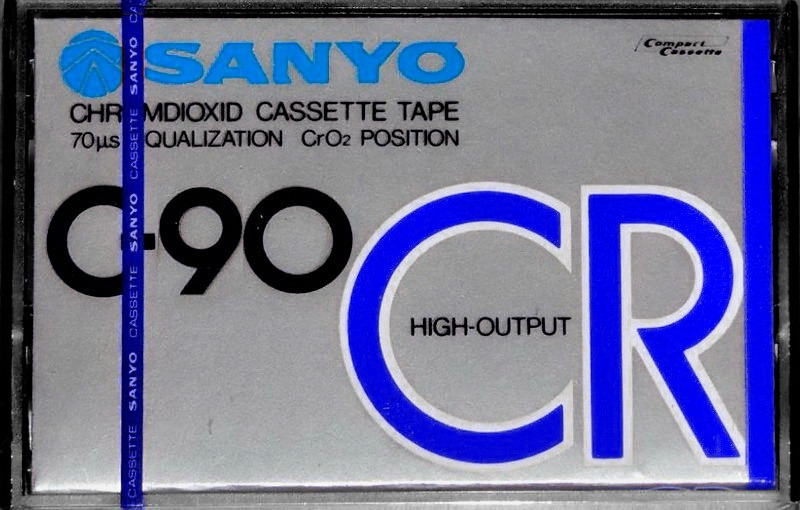 SANYO
Compact
Cassette
CHR MDIOXID CASSETTE TAPE
70µs QUALIZATION CrO2 POSITION
C-90
CR
HIGH-OUTPUT
CASSETTE SANYO CASSETTE SANYO CASSETTE SANYO CA